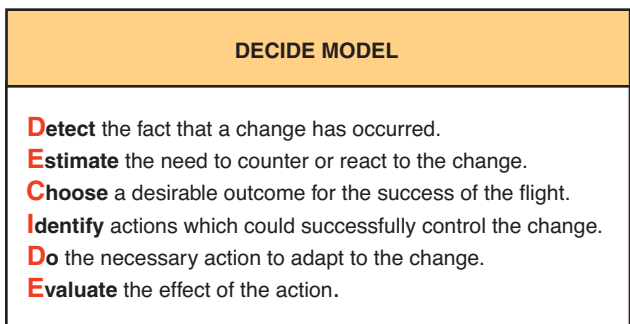 DECIDE MODEL
Detect the fact that a change has occurred.
Estimate the need to counter or react to the change.
Choose a desirable outcome for the success of the flight.
Identify actions which could successfully control the change.
Do the necessary action to adapt to the change.
Evaluate the effect of the action.